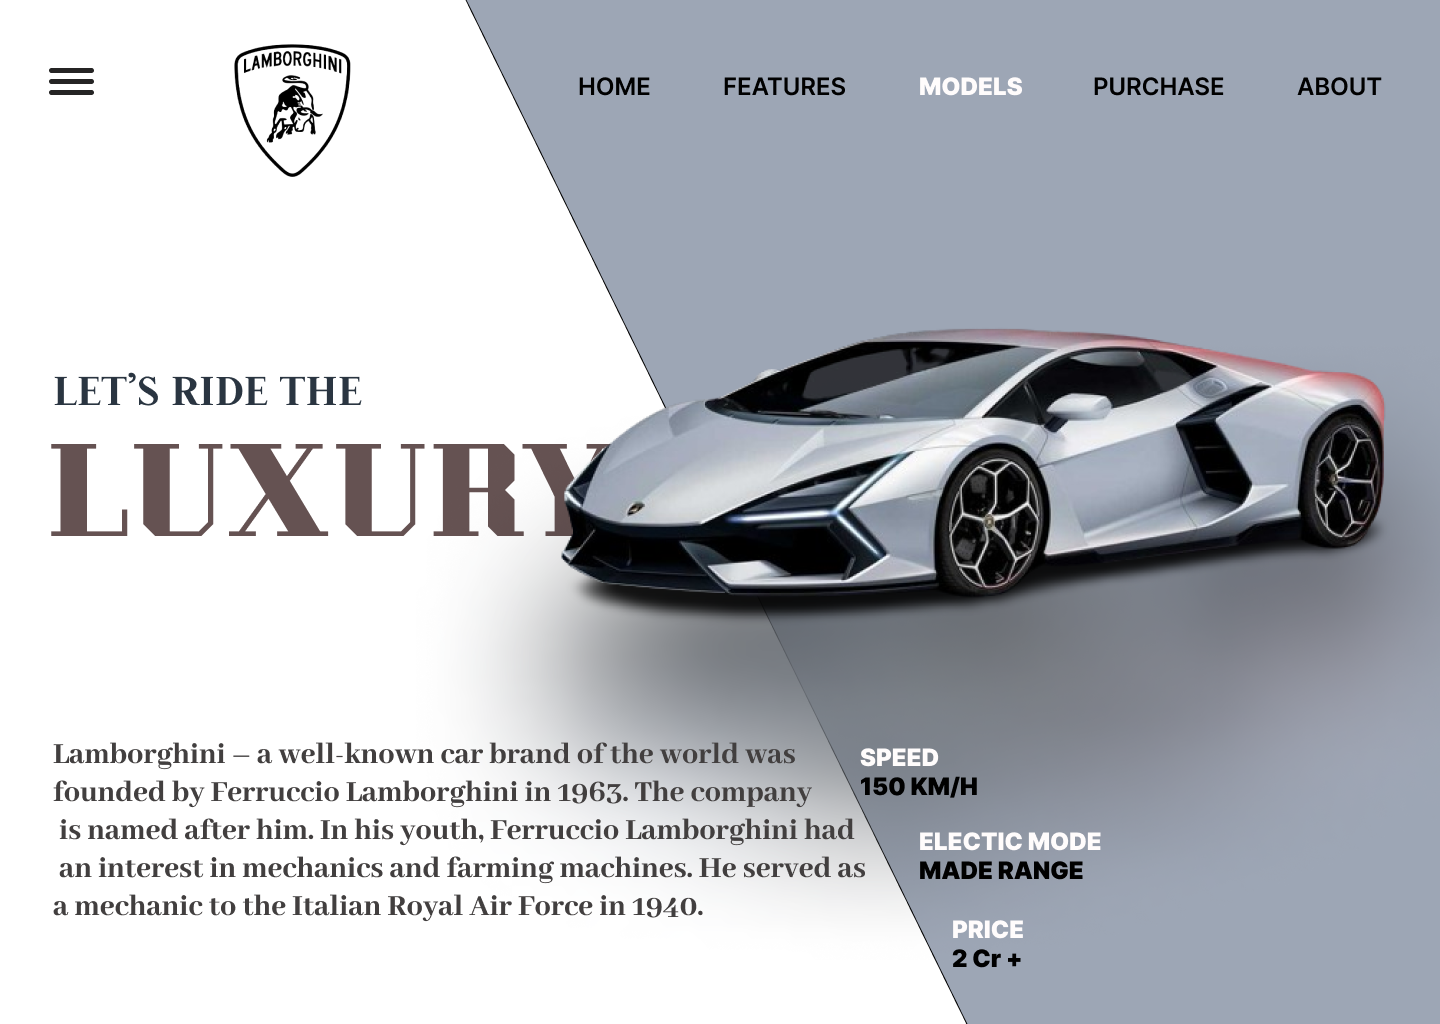 LAMBORGHINI
HOME FEATURES MODELS PURCHASE ABOUT
LET’S RIDE THE
LUXURY
Lamborghini – a well-known car brand of the world was
founded by Ferruccio Lamborghini in 1963. The company
is named after him. In his youth, Ferruccio Lamborghini had
an interest in mechanics and farming machines. He served as
a mechanic to the Italian Royal Air Force in 1940.
SPEED
150 KM/H
ELECTIC MODE
MADE RANGE
PRICE
2 Cr +